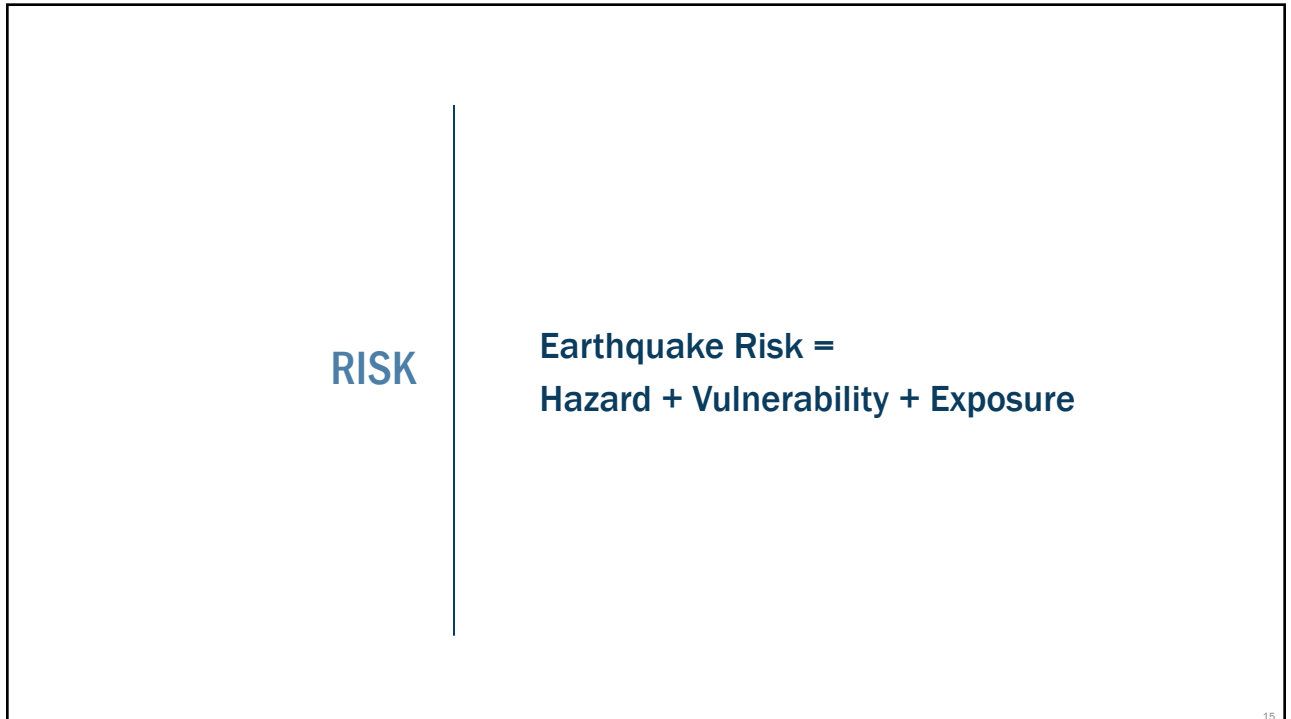 RISK
Earthquake Risk =
Hazard + Vulnerability + Exposure
15